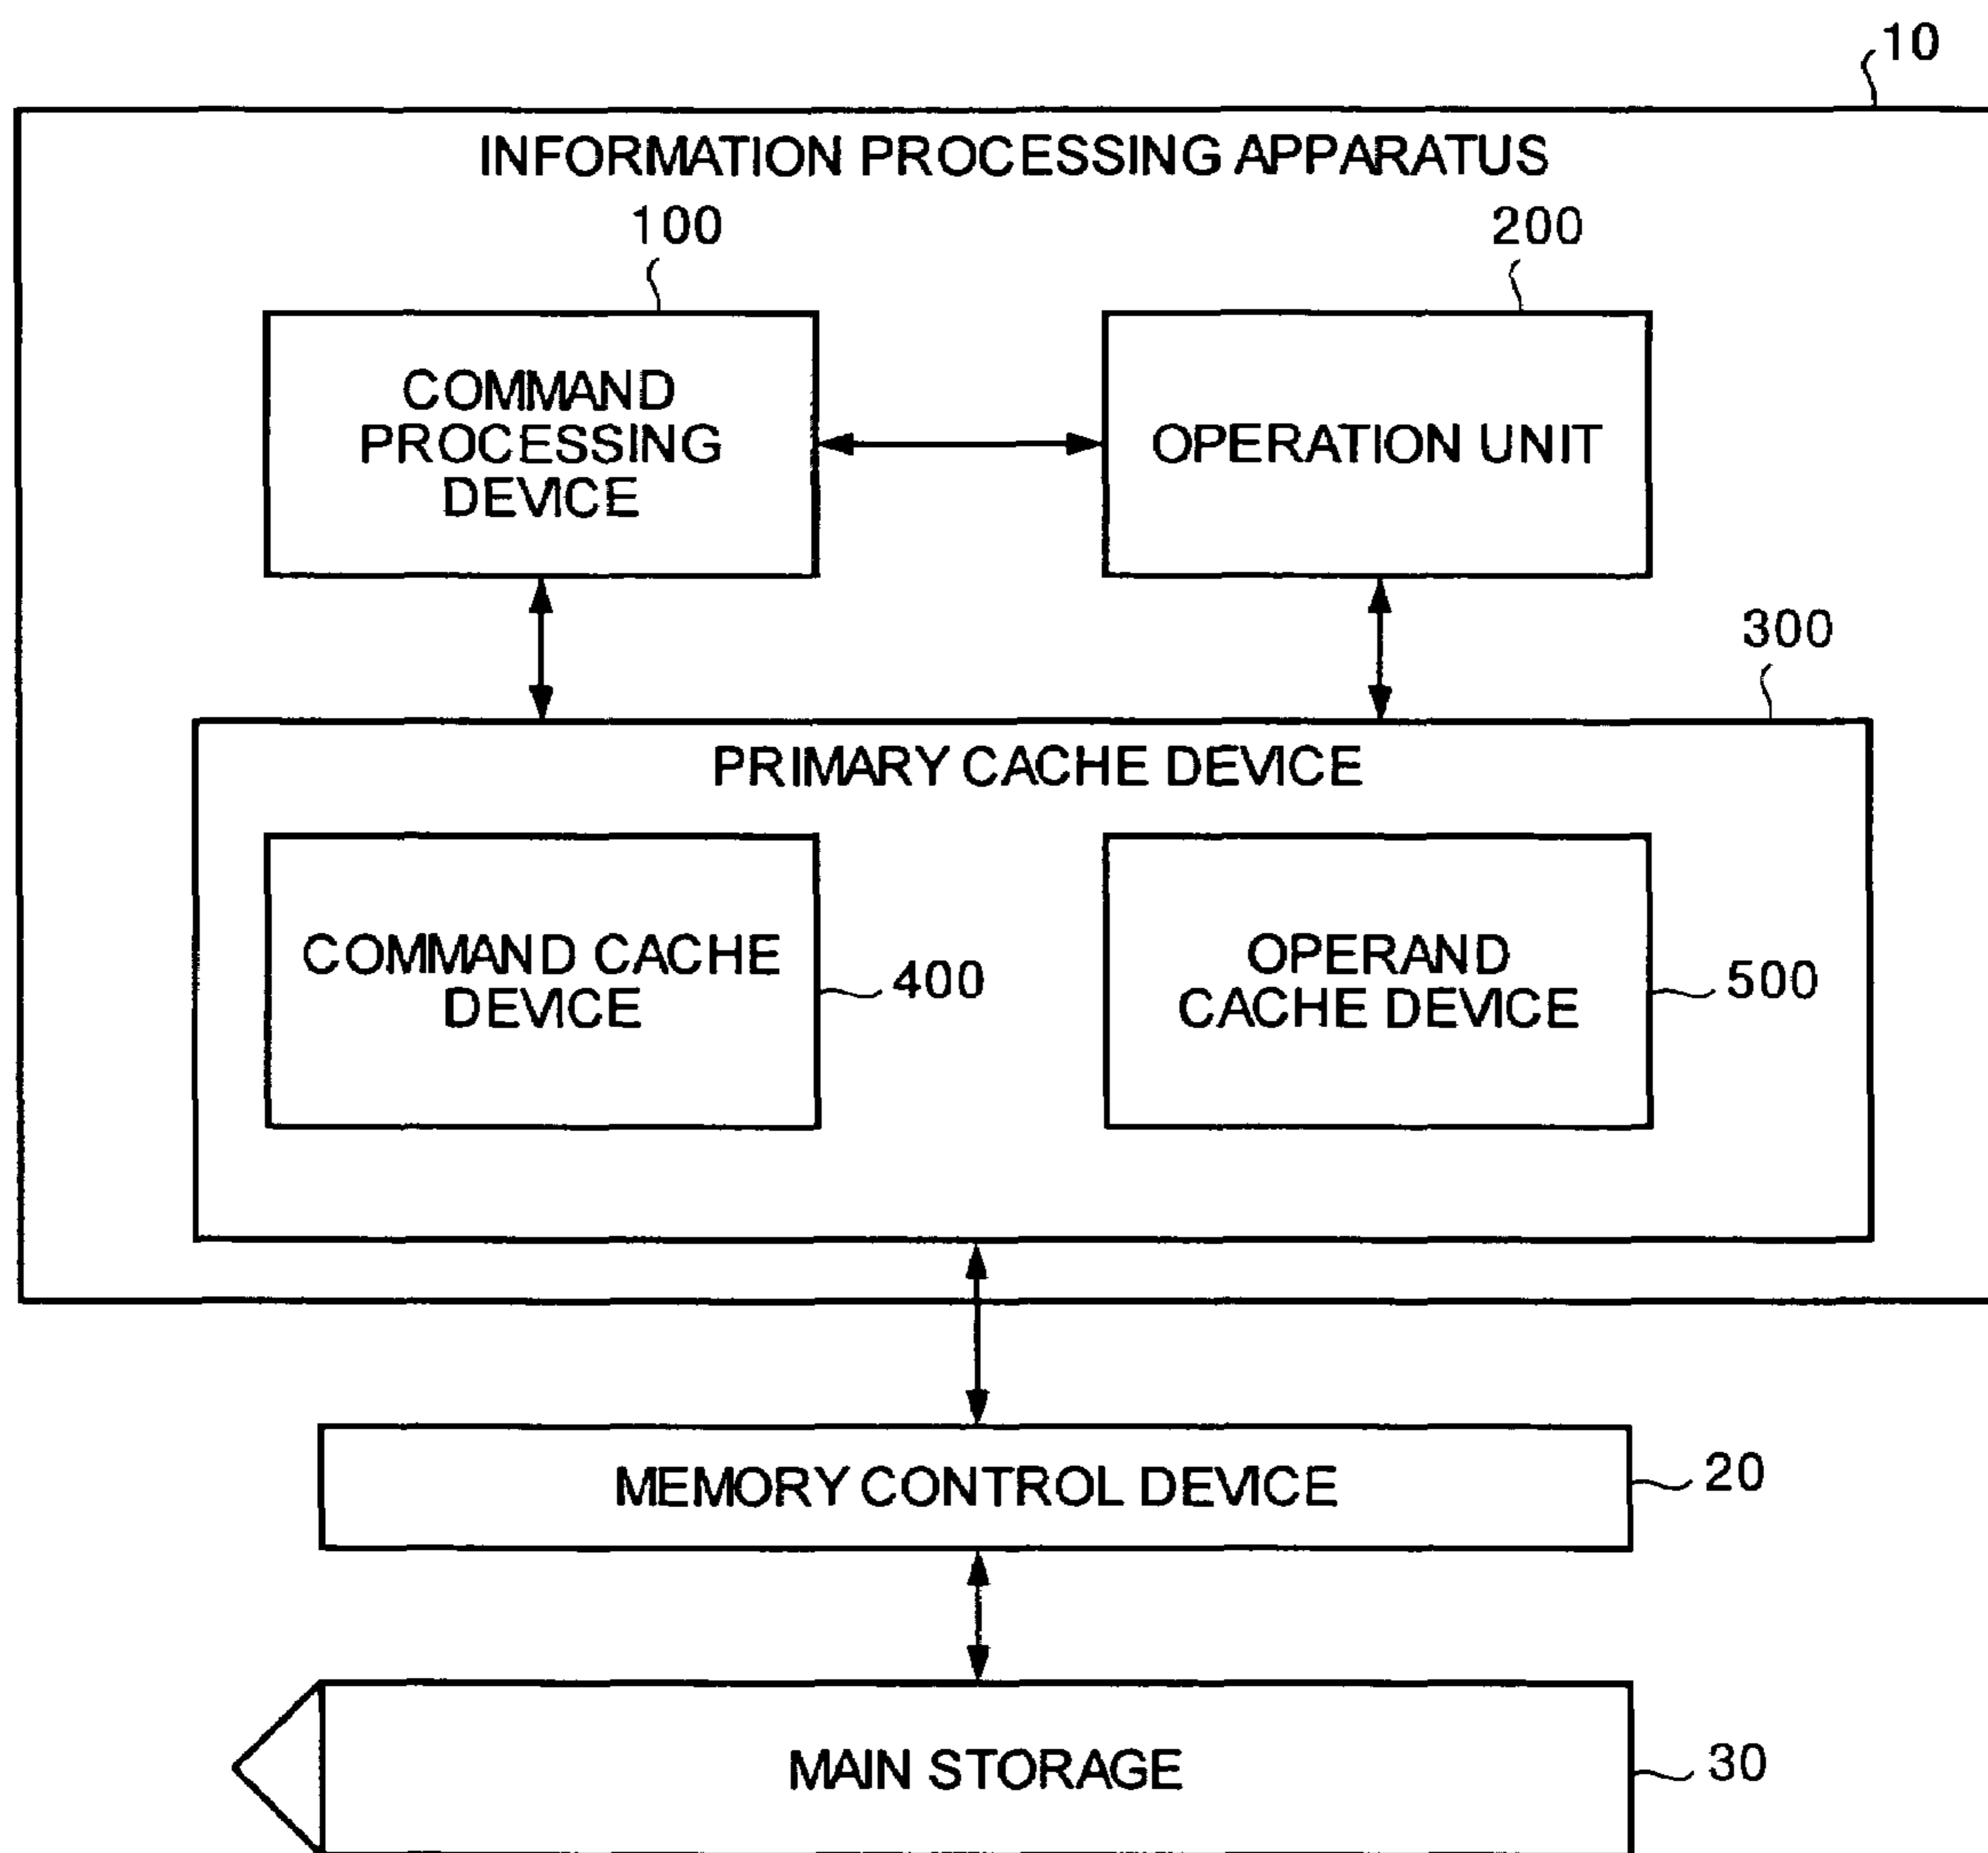 10
INFORMATION PROCESSING APPARATUS
100
200
COMMAND
PROCESSING
DEVICE
OPERATION UNIT
300
PRIMARY CACHE DEVICE
COMMAND CACHE
DEVICE
400
OPERAND
CACHE DEVICE
500
MEMORY CONTROL DEVICE
20
MAIN STORAGE
30